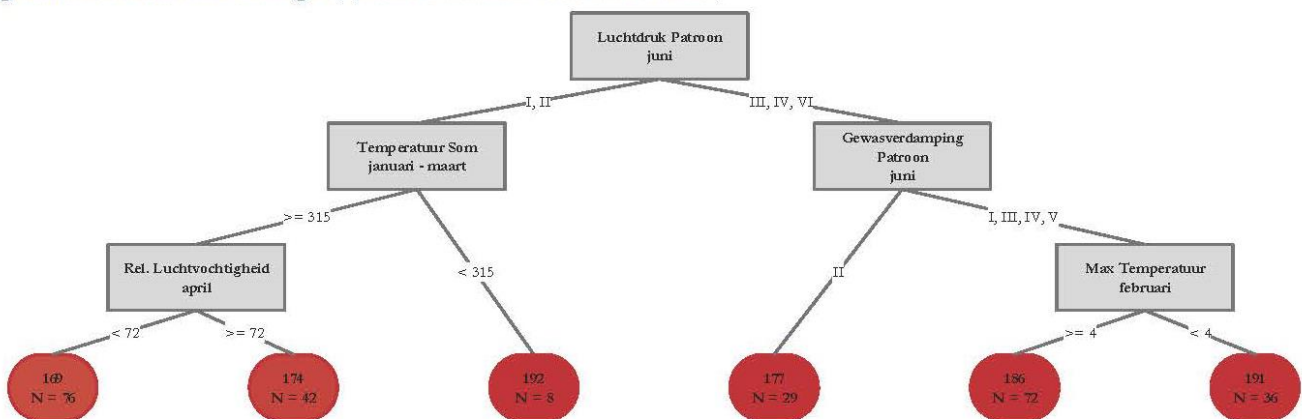 Luchtdruk Patroon
juni
I, II
III, IV, VI
Temperatuur Som
januari - maart
Gewasverdamping
Patroon
juni
>= 315
< 315
II
I, III, IV, V
Rel. Luchtvochtigheid
april
Max Temperatuur
februari
< 72
>= 72
>= 4
< 4
169
N = 76
174
N = 42
192
N = 8
177
N = 29
186
N = 72
191
N = 36